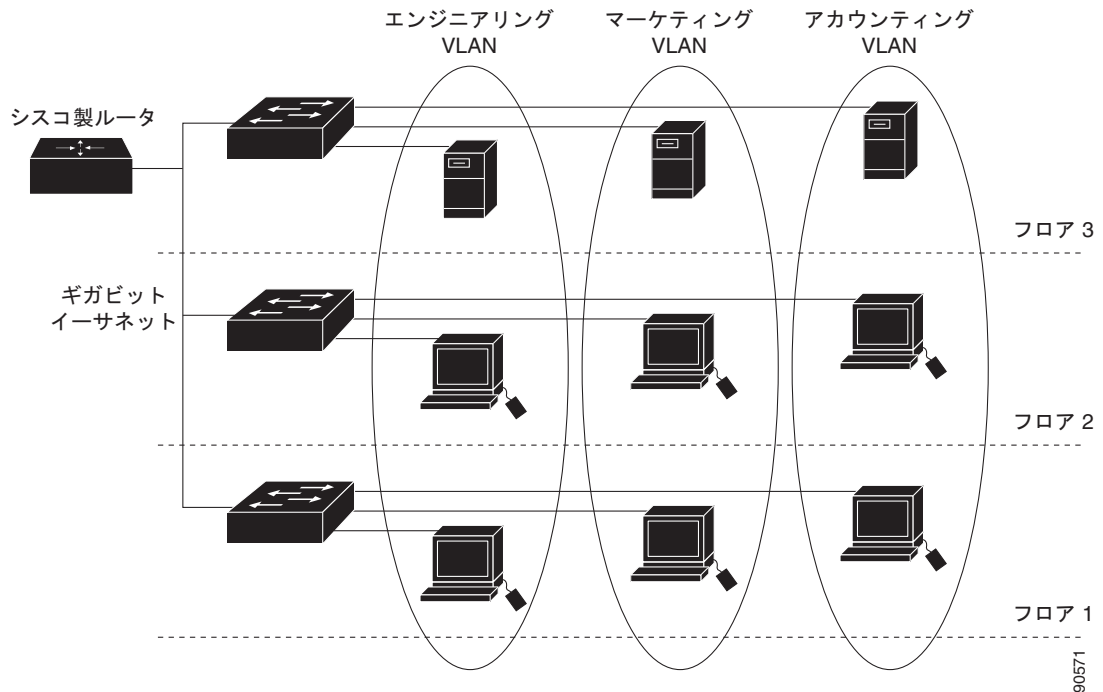 エンジニアリング
VLAN
マーケティング
VLAN
アカウンティング
VLAN
シスコ製ルータ
フロア 3
ギガビット
イーサネット
フロア 2
フロア 1
90571